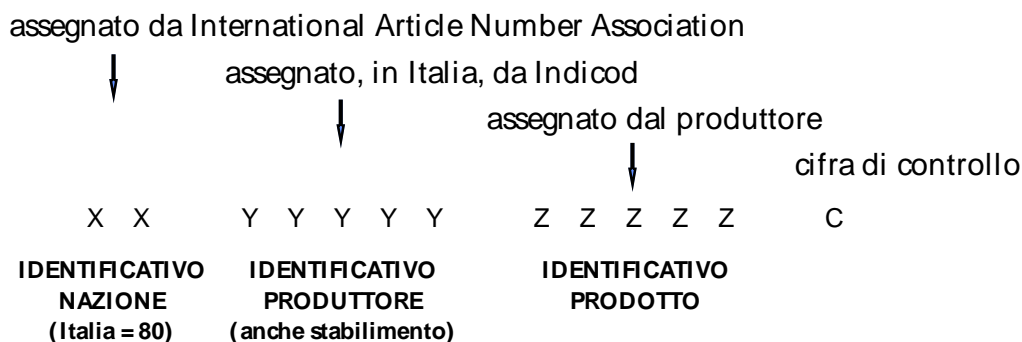 assegnato da International Article Number Association
assegnato, in Italia, da Indicod
assegnato dal produttore
cifra di controllo
X X Y Y Y Y Y Z Z Z Z Z C
IDENTIFICATIVO IDENTIFICATIVO IDENTIFICATIVO
NAZIONE PRODUTTORE PRODOTTO
(Italia = 80) (anche stabilimento)